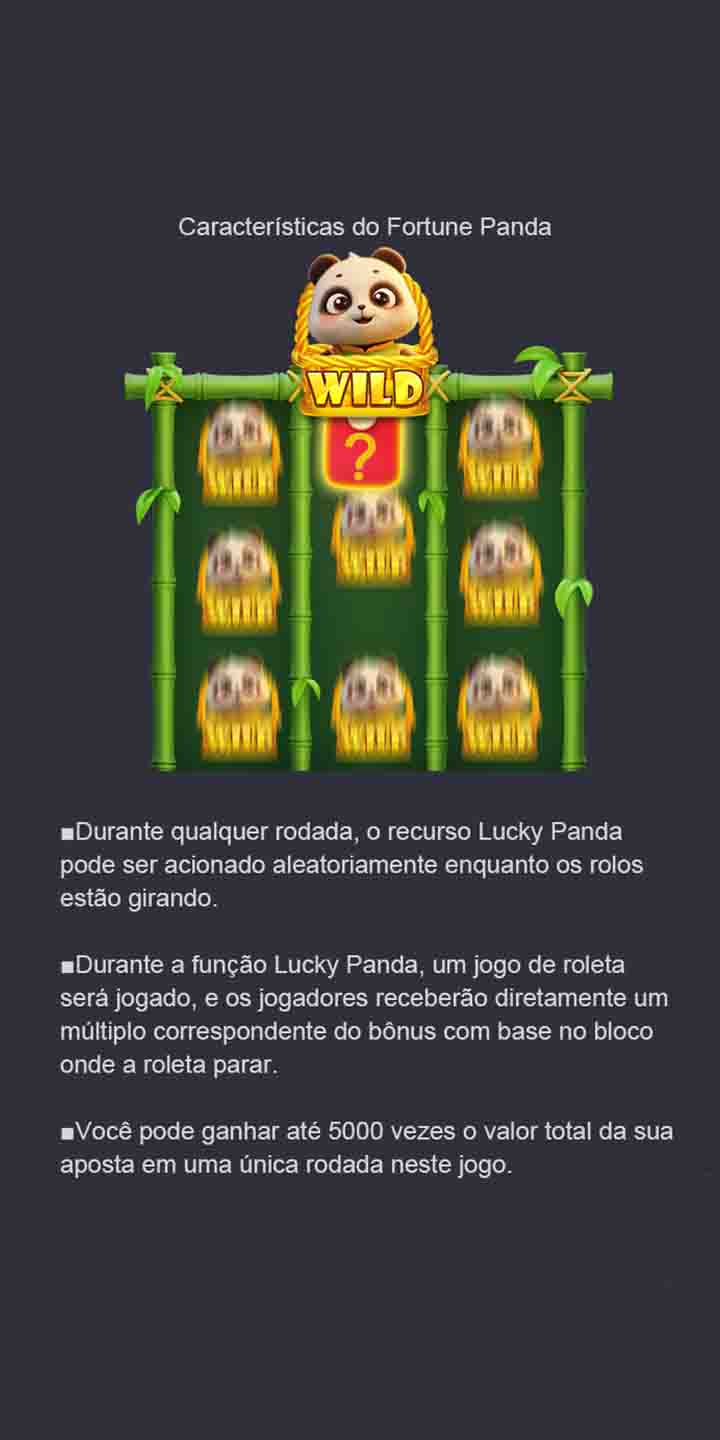 Características do Fortune Panda
WILD
?
■Durante qualquer rodada, o recurso Lucky Panda
pode ser acionado aleatoriamente enquanto os rolos
estão girando.
■Durante a função Lucky Panda, um jogo de roleta
será jogado, e os jogadores receberão diretamente um
múltiplo correspondente do bônus com base no bloco
onde a roleta parar.
■Você pode ganhar até 5000 vezes o valor total da sua
aposta em uma única rodada neste jogo.